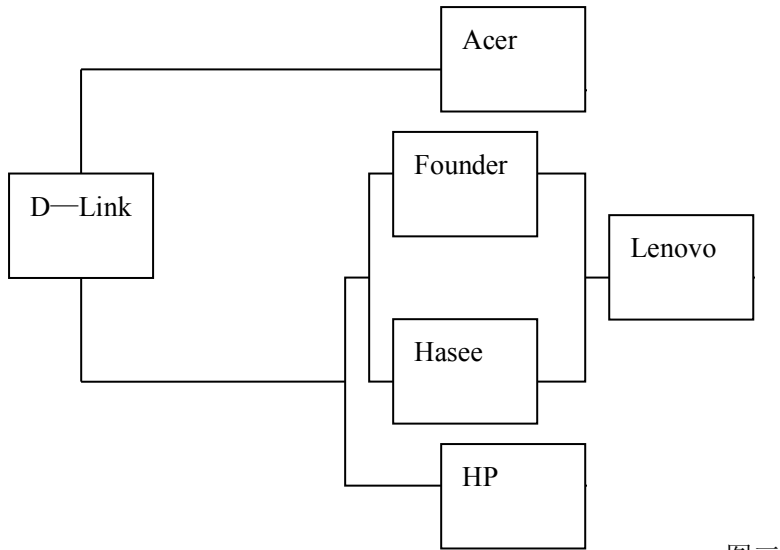 Acer
Founder
D—Link
Lenovo
Hasee
HP